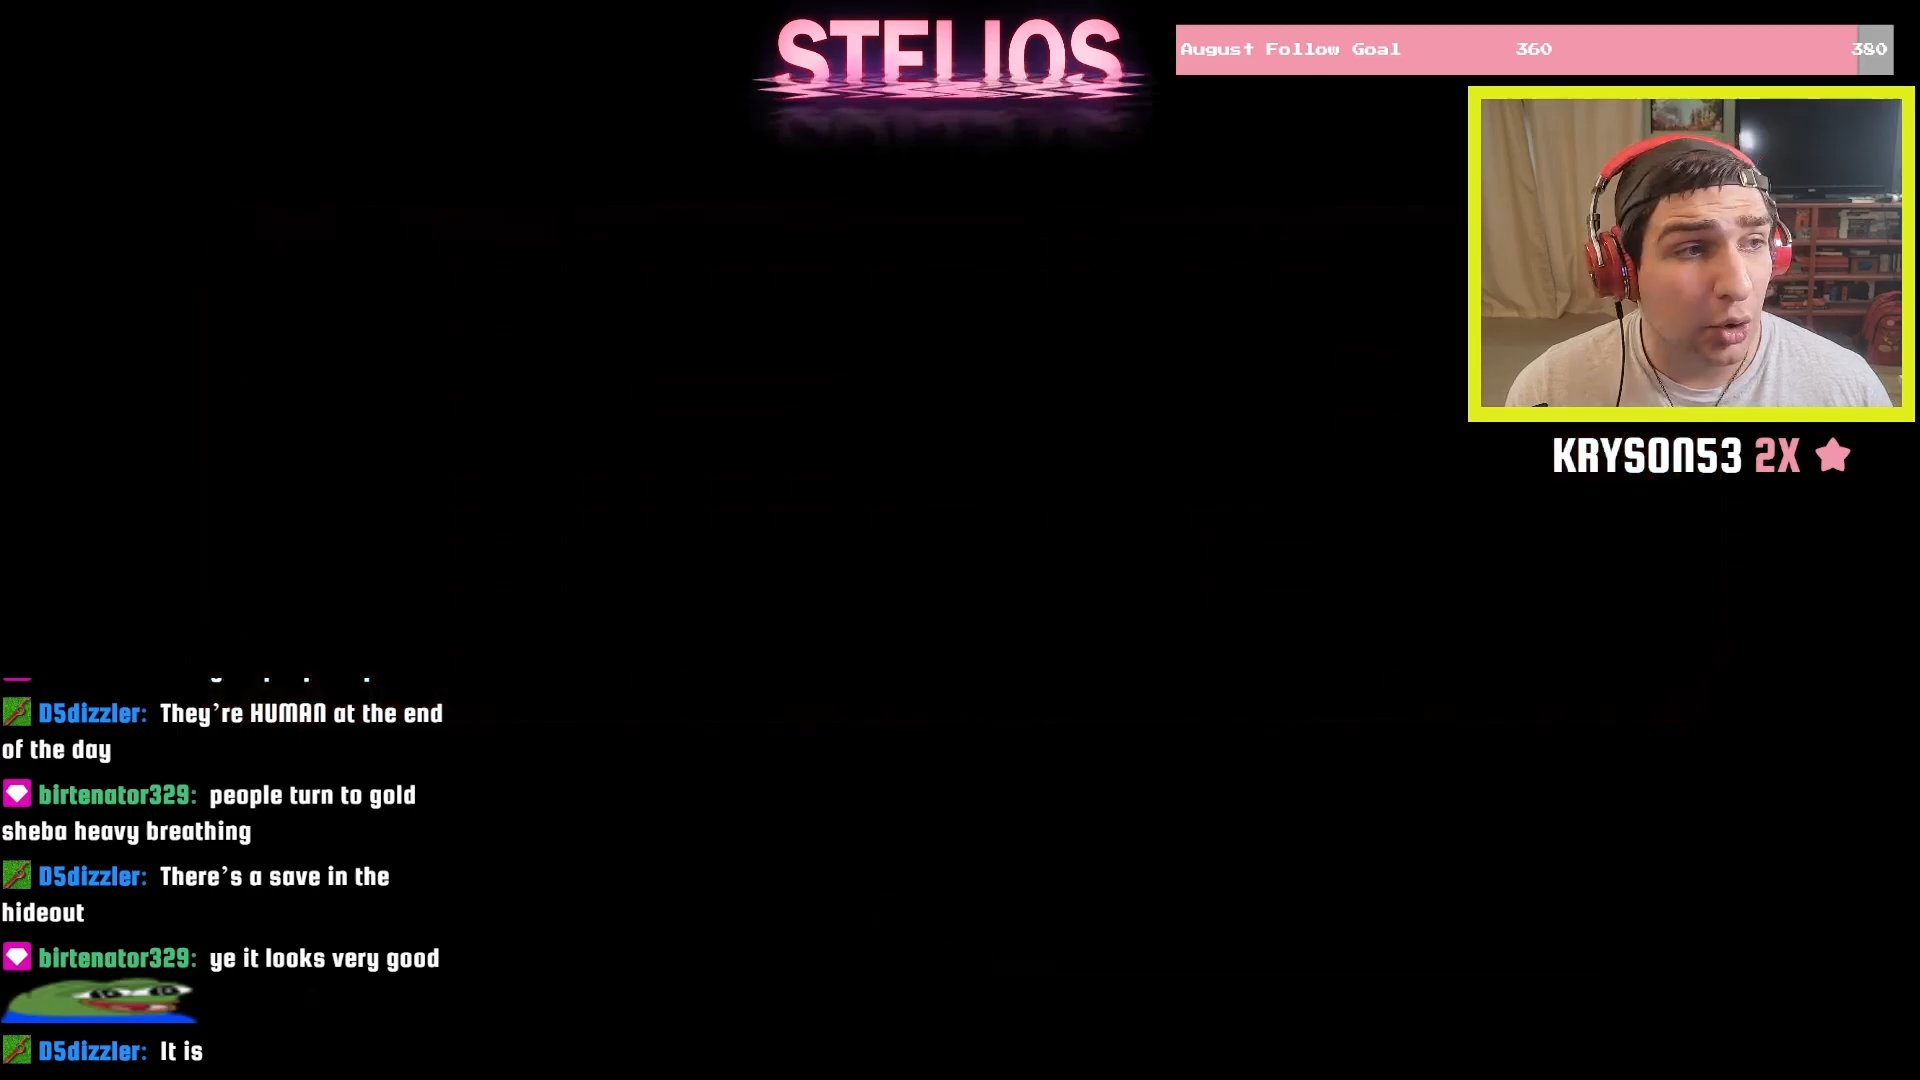 STELIOS
August Follow Goal 360 380
KRYSON53 2X
D5dizzler: They're HUMAN at the end
of the day
birtenator329: people turn to gold
sheba heavy breathing
D5dizzler: There's a save in the
hideout
birtenator329: ye it looks very good
D5dizzler: It is